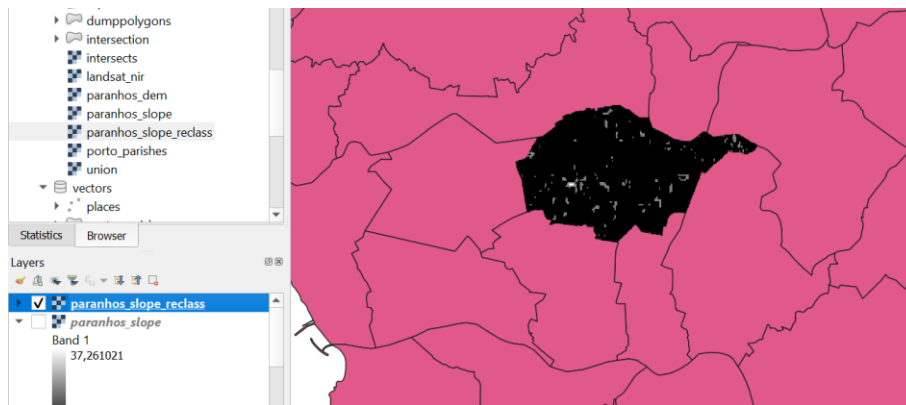 dumppolygons
intersection
intersects
landsat_nir
paranhos_dem
paranhos_slope
paranhos_slope_reclass
porto_parishes
union
vectors
places
Statistics Browser
Layers
paranhos_slope_reclass
paranhos_slope
Band 1
37,261021